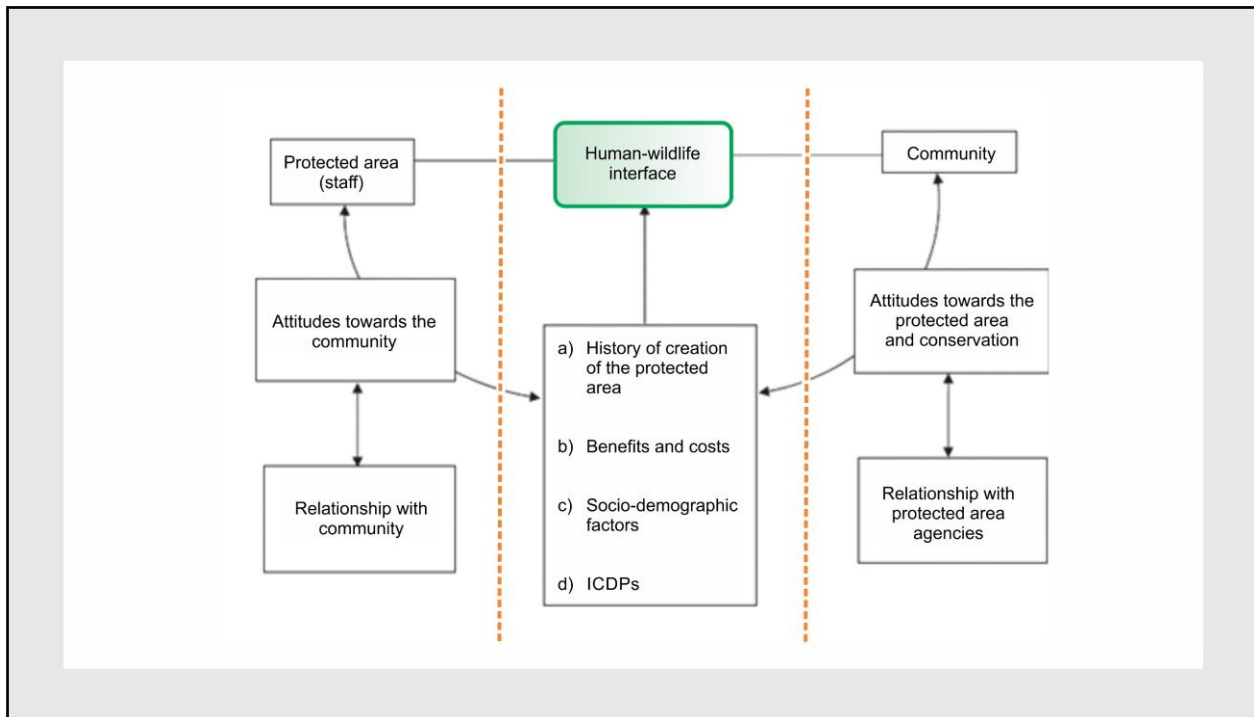 Protected area
(staff)
Human-wildlife
interface
Community
Attitudes towards the
community
a) History of creation
of the protected
area
b) Benefits and costs
c) Socio-demographic
factors
d) ICDPs
Attitudes towards the
protected area
and conservation
Relationship with
community
Relationship with
protected area
agencies